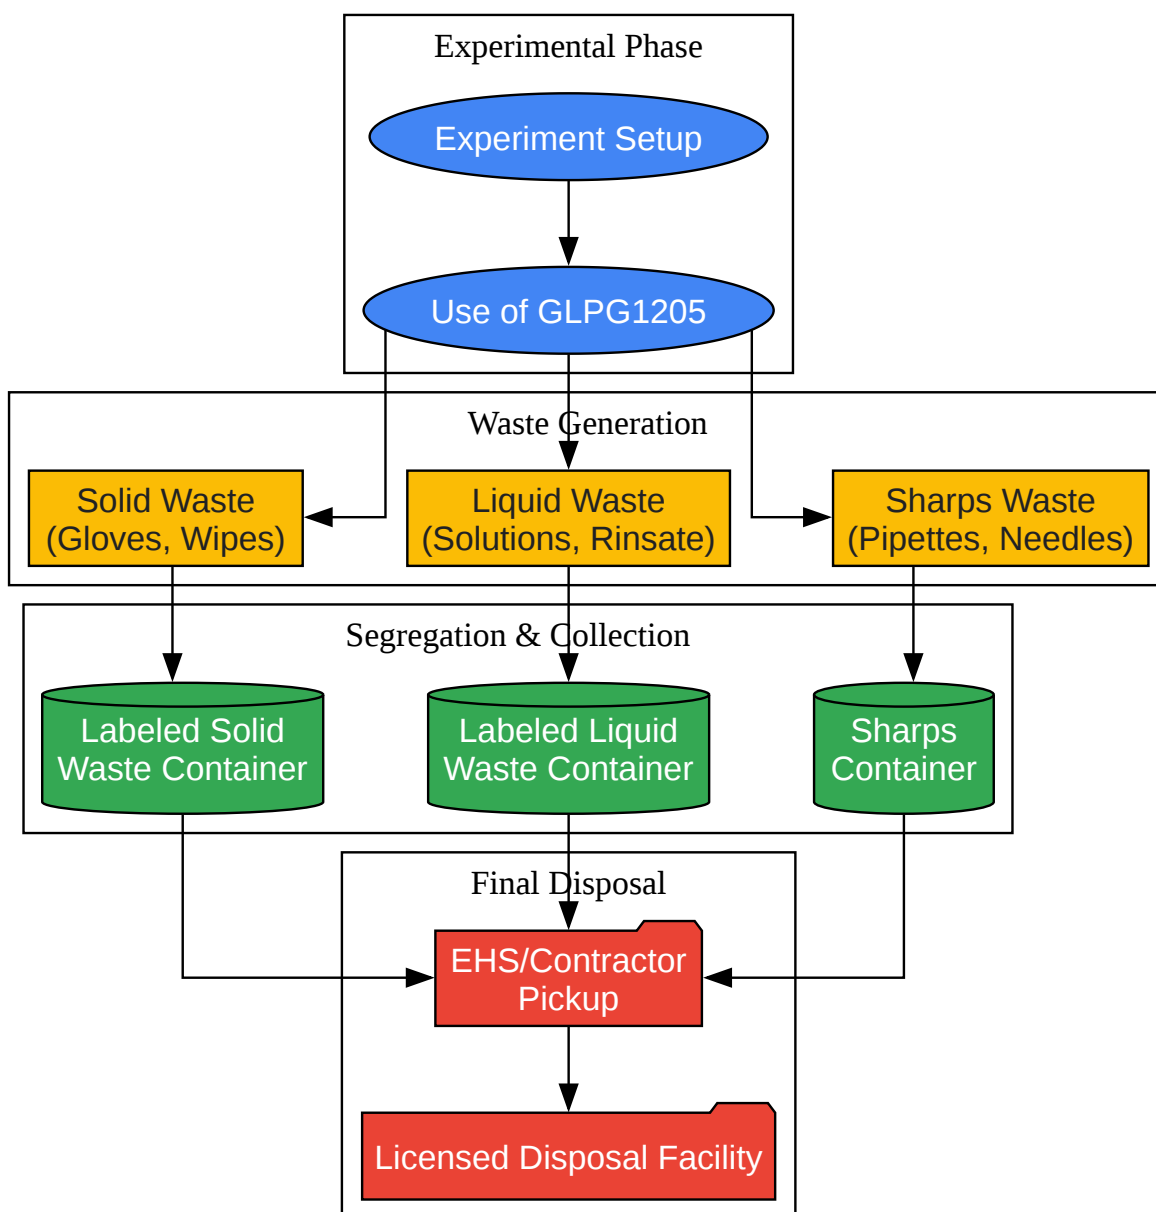 Experimental Phase
Experiment Setup
Use of GLPG1205
Waste Generation
Solid Waste
(Gloves, Wipes)
Liquid Waste
(Solutions, Rinsate)
Sharps Waste
(Pipettes, Needles)
Segregation & Collection
Labeled Solid
Waste Container
Labeled Liquid
Waste Container
Sharps
Container
Final Disposal
EHS/Contractor
Pickup
Licensed Disposal Facility